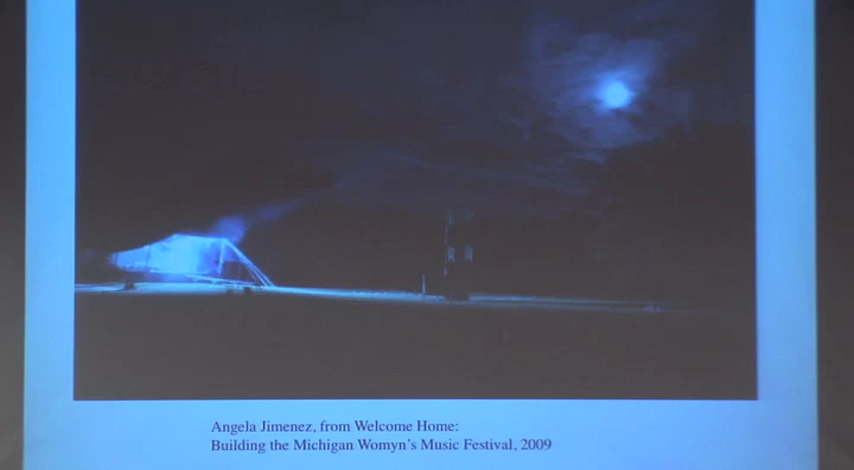 Angela Jimenez, from Welcome Home:
Building the Michigan Womyn's Music Festival, 2009